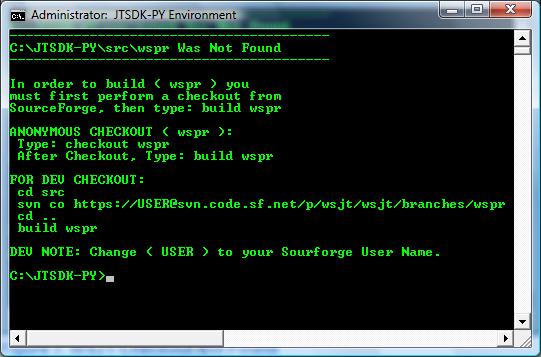 Administrator: JTSDK-PY Environment
----------------------------------------
C:\JTSDK-PY\src\wspr Was Not Found
----------------------------------------
In order to build ( wspr ) you
must first perform a checkout from
SourceForge, then type: build wspr
ANONYMOUS CHECKOUT ( wspr ):
Type: checkout wspr
After Checkout, Type: build wspr
FOR DEV CHECKOUT:
cd src
svn co https://USER@svn.code.sf.net/p/wsjt/wsjt/branches/wspr
cd ..
build wspr
DEV NOTE: Change ( USER ) to your Sourforge User Name.
C:\JTSDK-PY>